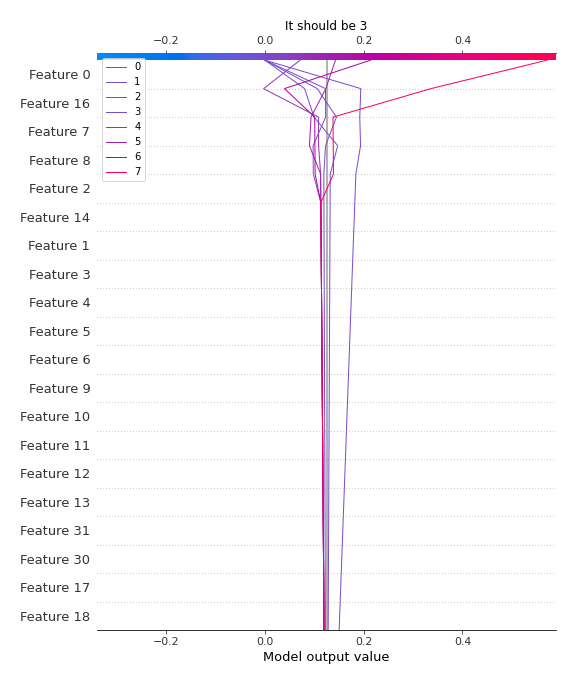 It should be 3
−0.2 0.0 0.2 0.4
0
1
2
3
4
5
6
7
Feature 0
Feature 16
Feature 7
Feature 8
Feature 2
Feature 14
Feature 1
Feature 3
Feature 4
Feature 5
Feature 6
Feature 9
Feature 10
Feature 11
Feature 12
Feature 13
Feature 31
Feature 30
Feature 17
Feature 18
−0.2 0.0 0.2 0.4
Model output value